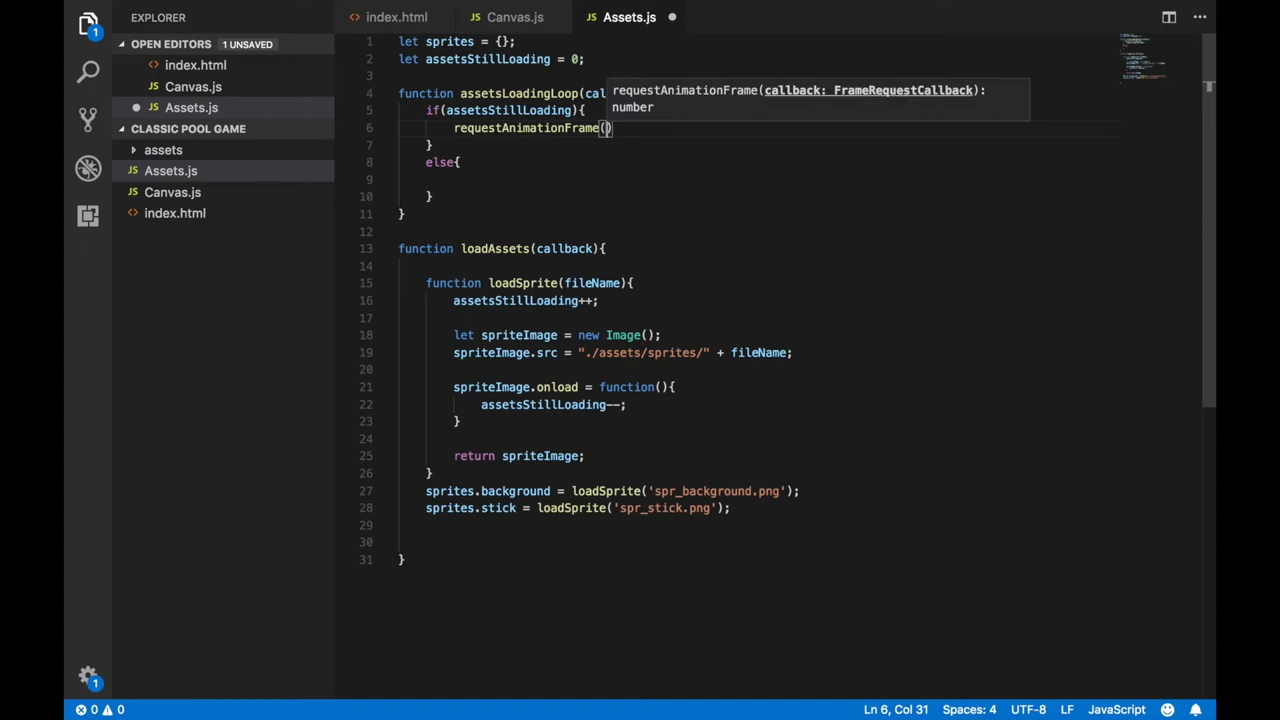 EXPLORER
index.html
Canvas.js
Assets.js
OPEN EDITORS 1 UNSAVED
index.html
Canvas.js
Assets.js
CLASSIC POOL GAME
assets
Assets.js
Canvas.js
index.html
1
1 let sprites = {};
2 let assetsStillLoading = 0;
3
4 function assetsLoadingLoop(cal
requestAnimationFrame(callback: FrameRequestCallback):
number
5 if(assetsStillLoading){
6 requestAnimationFrame()
7 }
8 else{
9
10 }
11 }
12
13 function loadAssets(callback){
14
15 function loadSprite(fileName){
16 assetsStillLoading++;
17
18 let spriteImage = new Image();
19 spriteImage.src = "./assets/sprites/" + fileName;
20
21 spriteImage.onload = function(){
22 assetsStillLoading--;
23 }
24
25 return spriteImage;
26 }
27 sprites.background = loadSprite('spr_background.png');
28 sprites.stick = loadSprite('spr_stick.png');
29
30
31 }
1
0 0
Ln 6, Col 31 Spaces: 4 UTF-8 LF JavaScript